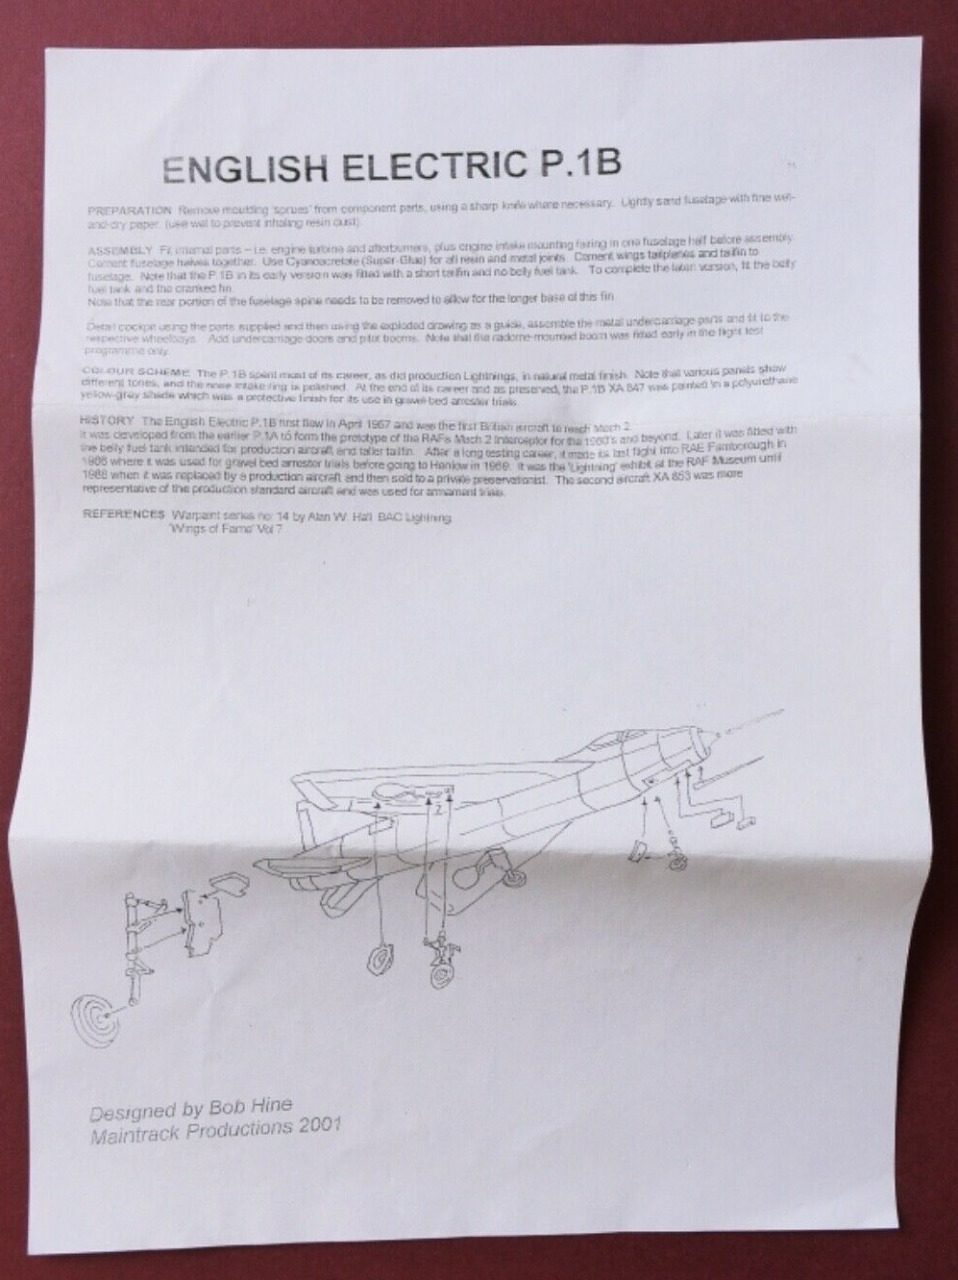 ENGLISH ELECTRIC P.1B
PREPARATION Remove moulding 'sprues' from component parts, using a sharp knife where necessary. Lightly sand fuselage with fine wet-
and-dry paper. (use wet to prevent inhaling resin dust).
ASSEMBLY Fit internal parts – i.e. engine turbine and afterburners, plus engine intake mounting fairing in one fuselage half before assembly.
Cement fuselage halves together. Use Cyanoacrelate (Super-Glue) for all resin and metal joints. Cement wings tailplanes and tailfin to
fuselage. Note that the P.1B in its early version was fitted with a short tailfin and no belly fuel tank. To complete the later version, fit the belly
fuel tank and the cranked fin.
Note that the rear portion of the fuselage spine needs to be removed to allow for the longer base of this fin.
Detail cockpit using the parts supplied and then using the exploded drawing as a guide, assemble the metal undercarriage parts and fit to the
respective wheelbays. Add undercarriage doors and pitot booms. Note that the radome-mounted boom was fitted early in the flight test
programme only.
COLOUR SCHEME The P.1B spent most of its career, as did production Lightnings, in natural metal finish. Note that various panels show
different tones, and the nose intake ring is polished. At the end of its career and as preserved, the P.1B XA 847 was painted in a polyurethane
yellow-grey shade which was a protective finish for its use in gravel bed arrester trials.
HISTORY The English Electric P.1B first flew in April 1957 and was the first British aircraft to reach Mach 2.
It was developed from the earlier P.1A to form the prototype of the RAFs Mach 2 Interceptor for the 1960's and beyond. Later it was fitted with
the belly fuel tank intended for production aircraft, and taller tailfin. After a long testing career, it made its last flight into RAE Farnborough in
1966 where it was used for gravel bed arrester trials before going to Henlow in 1969. It was the 'Lightning' exhibit at the RAF Museum until
1988 when it was replaced by a production aircraft and then sold to a private preservationist. The second aircraft XA 853 was more
representative of the production standard aircraft and was used for armament trials.
REFERENCES Warpaint series no. 14 by Alan W. Hall BAC Lightning
'Wings of Fame' Vol 7
Designed by Bob Hine
Maintrack Productions 2001